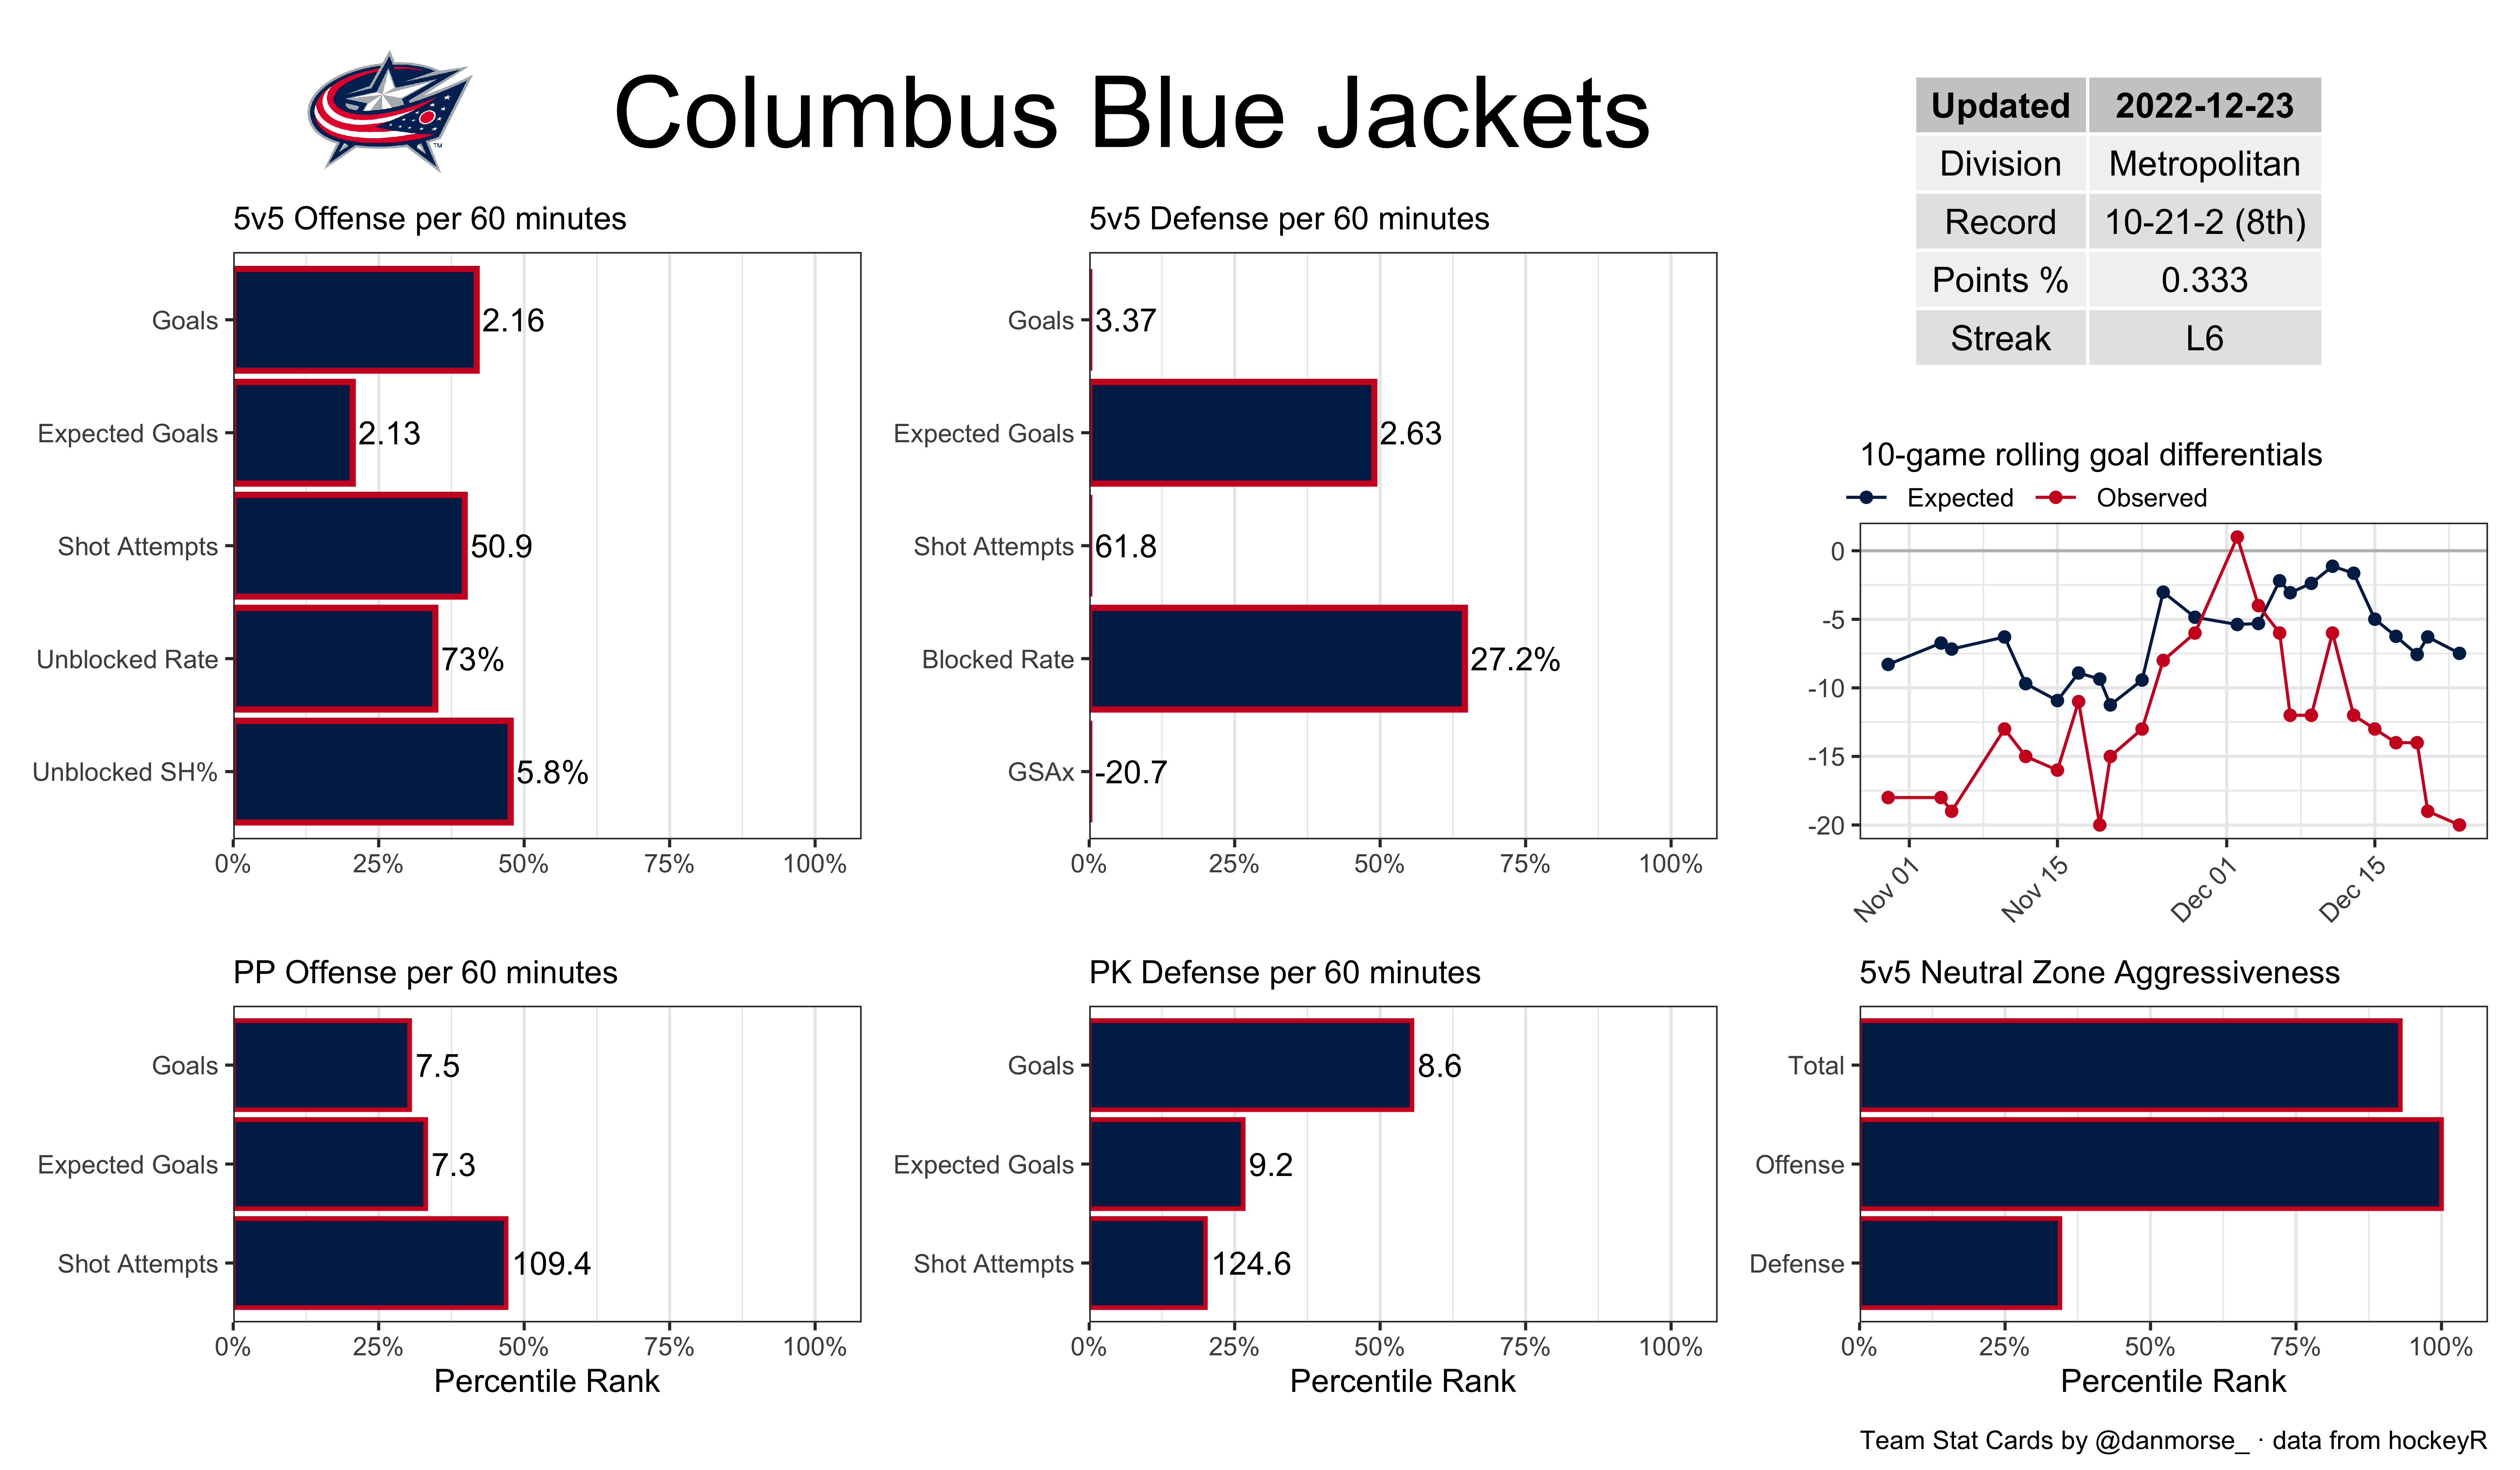 Columbus Blue Jackets
Updated 2022-12-23
Division Metropolitan
Record 10-21-2 (8th)
Points % 0.333
Streak L6
TM
5v5 Offense per 60 minutes
Goals 2.16
Expected Goals 2.13
Shot Attempts 50.9
Unblocked Rate 73%
Unblocked SH% 5.8%
0% 25% 50% 75% 100%
5v5 Defense per 60 minutes
Goals 3.37
Expected Goals 2.63
Shot Attempts 61.8
Blocked Rate 27.2%
GSAx -20.7
0% 25% 50% 75% 100%
10-game rolling goal differentials
Expected Observed
0
-5
-10
-15
-20
Nov 01 Nov 15 Dec 01 Dec 15
PP Offense per 60 minutes
Goals 7.5
Expected Goals 7.3
Shot Attempts 109.4
0% 25% 50% 75% 100%
Percentile Rank
PK Defense per 60 minutes
Goals 8.6
Expected Goals 9.2
Shot Attempts 124.6
0% 25% 50% 75% 100%
Percentile Rank
5v5 Neutral Zone Aggressiveness
Total
Offense
Defense
0% 25% 50% 75% 100%
Percentile Rank
Team Stat Cards by @danmorse_ · data from hockeyR